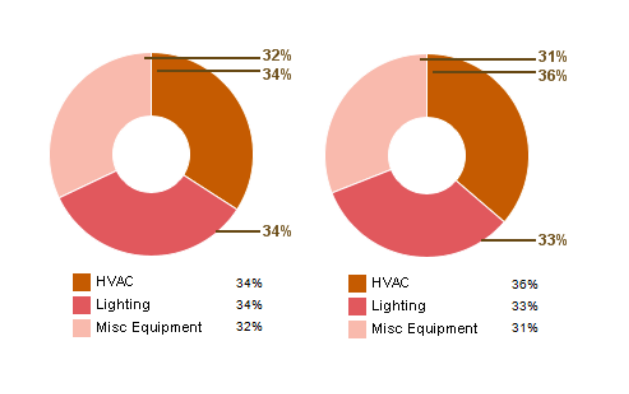 32%
34%
34%
HVAC 34%
Lighting 34%
Misc Equipment 32%
31%
36%
33%
HVAC 36%
Lighting 33%
Misc Equipment 31%